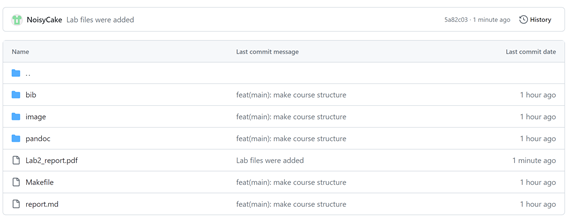 NoisyCake Lab files were added 5a82c03 · 1 minute ago History
Name Last commit message Last commit date
..
bib feat(main): make course structure 1 hour ago
image feat(main): make course structure 1 hour ago
pandoc feat(main): make course structure 1 hour ago
Lab2_report.pdf Lab files were added 1 minute ago
Makefile feat(main): make course structure 1 hour ago
report.md feat(main): make course structure 1 hour ago